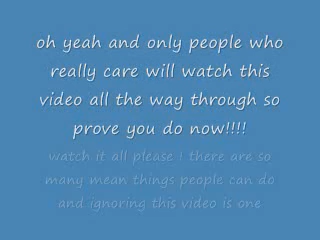 oh yeah and only people who
really care will watch this
video all the way through so
prove you do now!!!!
watch it all please ! there are so
many mean things people can do
and ignoring this video is one